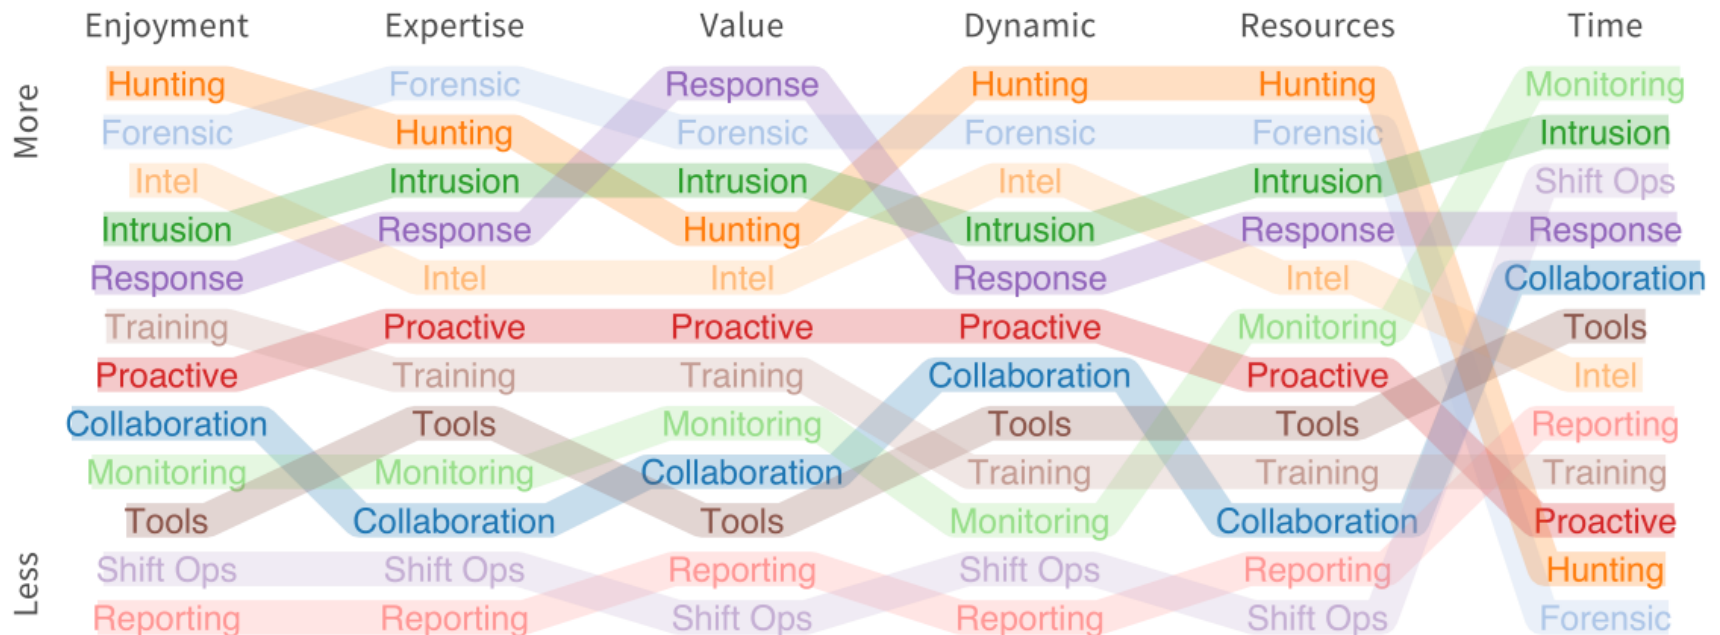 Enjoyment Expertise Value Dynamic Resources Time
More
Hunting Forensic Response Hunting Hunting Monitoring
Forensic Hunting Forensic Forensic Forensic Intrusion
Intel Intrusion Intrusion Intel Intrusion Shift Ops
Intrusion Response Hunting Intrusion Response Response
Response Intel Intel Response Intel Collaboration
Training Proactive Proactive Proactive Monitoring Tools
Proactive Training Training Collaboration Proactive Intel
Collaboration Tools Monitoring Tools Tools Reporting
Monitoring Monitoring Collaboration Training Training Training
Tools Collaboration Tools Monitoring Collaboration Proactive
Less
Shift Ops Shift Ops Reporting Shift Ops Reporting Hunting
Reporting Reporting Shift Ops Reporting Shift Ops Forensic